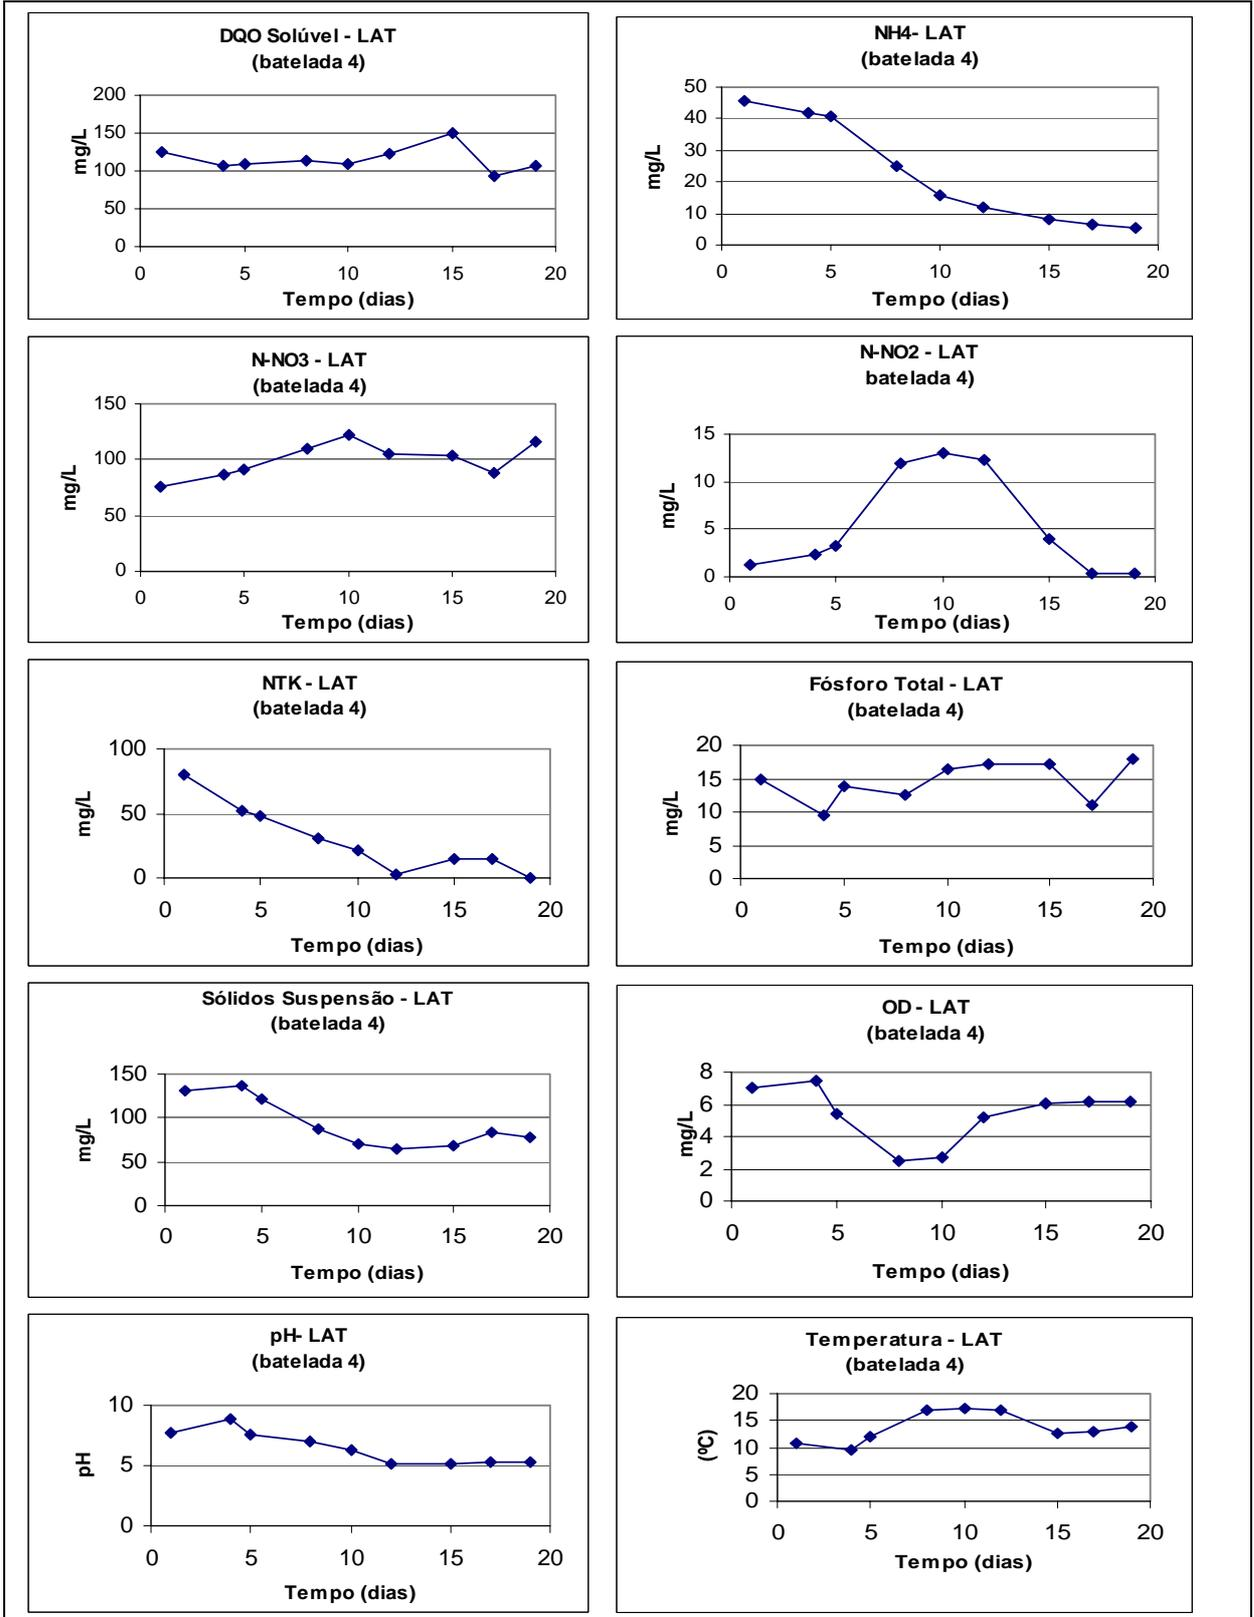 DQO Solúvel - LAT
(batelada 4)
200
150
100
50
0
mg/L
0 5 10 15 20
Tempo (dias)
NH4- LAT
(batelada 4)
50
40
30
20
10
0
mg/L
0 5 10 15 20
Tempo (dias)
N-NO3 - LAT
(batelada 4)
150
100
50
0
mg/L
0 5 10 15 20
Tempo (dias)
N-NO2 - LAT
batelada 4)
15
10
5
0
mg/L
0 5 10 15 20
Tempo (dias)
NTK - LAT
(batelada 4)
100
50
0
mg/L
0 5 10 15 20
Tempo (dias)
Fósforo Total - LAT
(batelada 4)
20
15
10
5
0
mg/L
0 5 10 15 20
Tempo (dias)
Sólidos Suspensão - LAT
(batelada 4)
150
100
50
0
mg/L
0 5 10 15 20
Tempo (dias)
OD - LAT
(batelada 4)
8
6
4
2
0
mg/L
0 5 10 15 20
Tempo (dias)
pH- LAT
(batelada 4)
10
5
0
pH
0 5 10 15 20
Tempo (dias)
Temperatura - LAT
(batelada 4)
20
15
10
5
0
(ºC)
0 5 10 15 20
Tempo (dias)